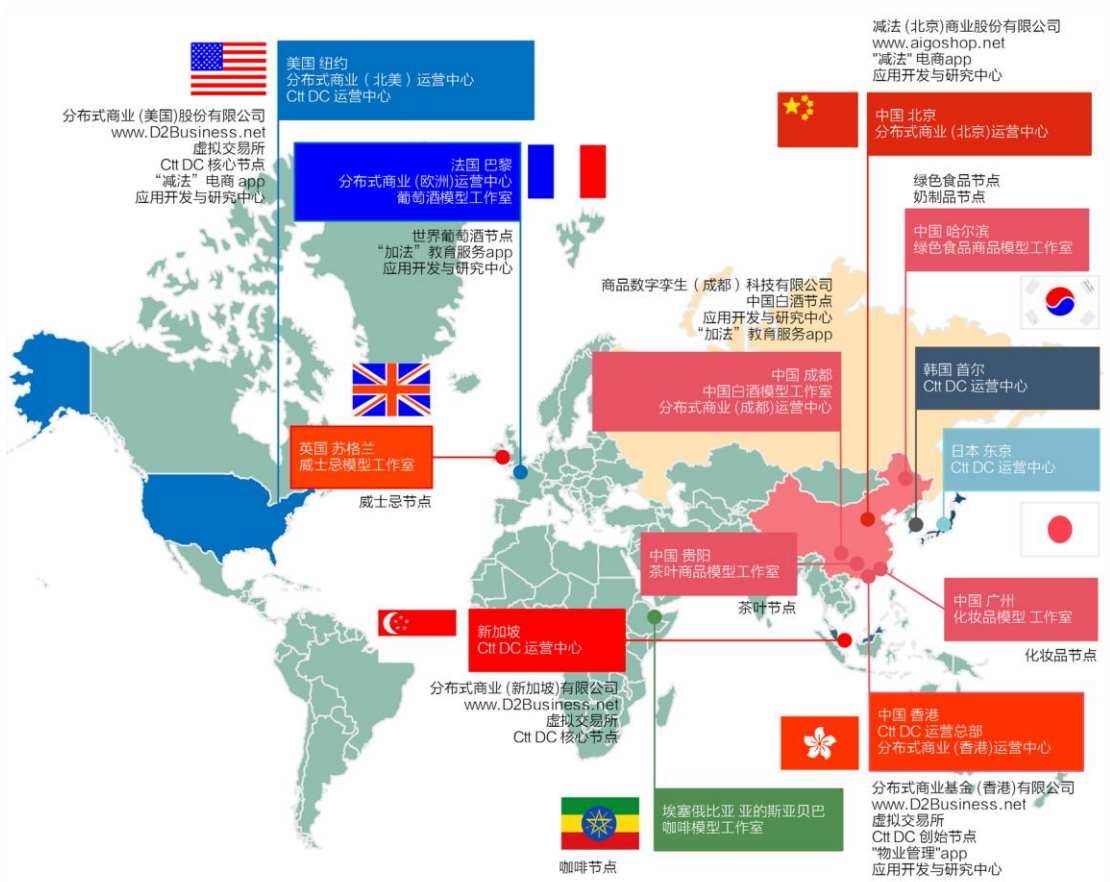 减法 (北京)商业股份有限公司
www.aigoshop.net
"减法" 电商app
应用开发与研究中心
美国 纽约
分布式商业（北美）运营中心
Ctt DC 运营中心
中国 北京
分布式商业 (北京)运营中心
分布式商业 (美国)股份有限公司
www.D2Business.net
虚拟交易所
Ctt DC 核心节点
“减法” 电商 app
应用开发与研究中心
法国 巴黎
分布式商业 (欧洲)运营中心
葡萄酒模型工作室
世界葡萄酒节点
“加法” 教育服务app
应用开发与研究中心
绿色食品节点
奶制品节点
中国 哈尔滨
绿色食品商品模型工作室
商品数字孪生（成都）科技有限公司
中国白酒节点
应用开发与研究中心
“加法” 教育服务app
中国 成都
中国白酒模型工作室
分布式商业 (成都)运营中心
韩国 首尔
Ctt DC 运营中心
英国 苏格兰
威士忌模型工作室
威士忌节点
日本 东京
Ctt DC 运营中心
中国 贵阳
茶叶商品模型工作室
茶叶节点
中国 广州
化妆品模型 工作室
化妆品节点
新加坡
Ctt DC 运营中心
分布式商业 (新加坡)有限公司
www.D2Business.net
虚拟交易所
Ctt DC 核心节点
中国 香港
Ctt DC 运营总部
分布式商业 (香港)运营中心
分布式商业基金 (香港)有限公司
www.D2Business.net
虚拟交易所
Ctt DC 创始节点
"物业管理"app
应用开发与研究中心
埃塞俄比亚 亚的斯亚贝巴
咖啡模型工作室
咖啡节点